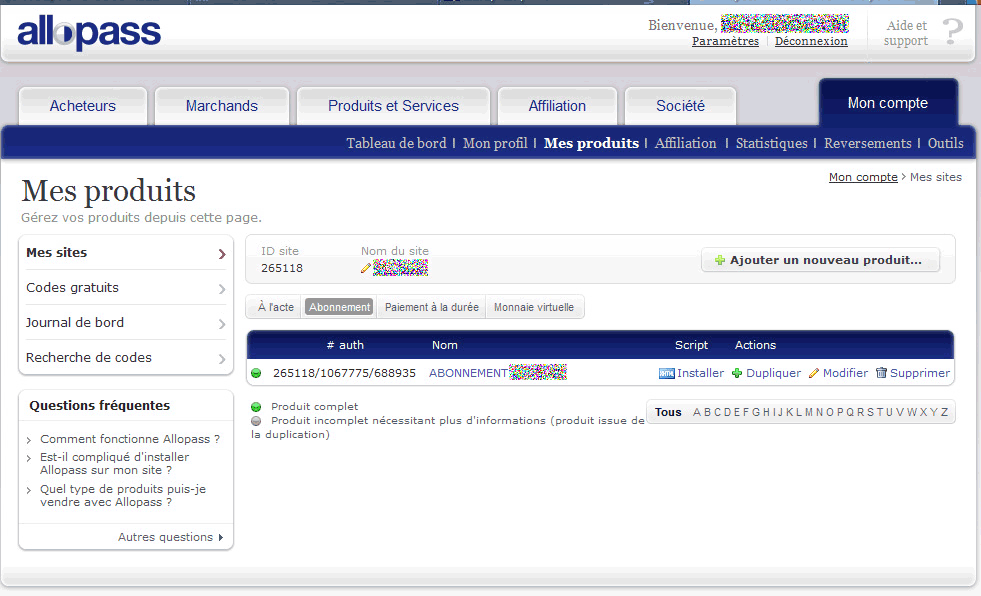 allopass
Bienvenue,
Paramètres | Déconnexion
Aide et
support ?
Acheteurs Marchands Produits et Services Affiliation Société Mon compte
Tableau de bord | Mon profil | Mes produits | Affiliation | Statistiques | Reversements | Outils
Mon compte > Mes sites
Mes produits
Gérez vos produits depuis cette page.
Mes sites
Codes gratuits
Journal de bord
Recherche de codes
Questions fréquentes
Comment fonctionne Allopass ?
Est-il compliqué d'installer
Allopass sur mon site ?
Quel type de produits puis-je
vendre avec Allopass ?
Autres questions
ID site Nom du site
265118
Ajouter un nouveau produit...
À l'acte Abonnement Paiement à la durée Monnaie virtuelle
# auth Nom Script Actions
265118/1067775/688935 ABONNEMENT Installer Dupliquer Modifier Supprimer
Produit complet
Produit incomplet nécessitant plus d'informations (produit issue de
la duplication)
Tous A B C D E F G H I J K L M N O P Q R S T U V W X Y Z